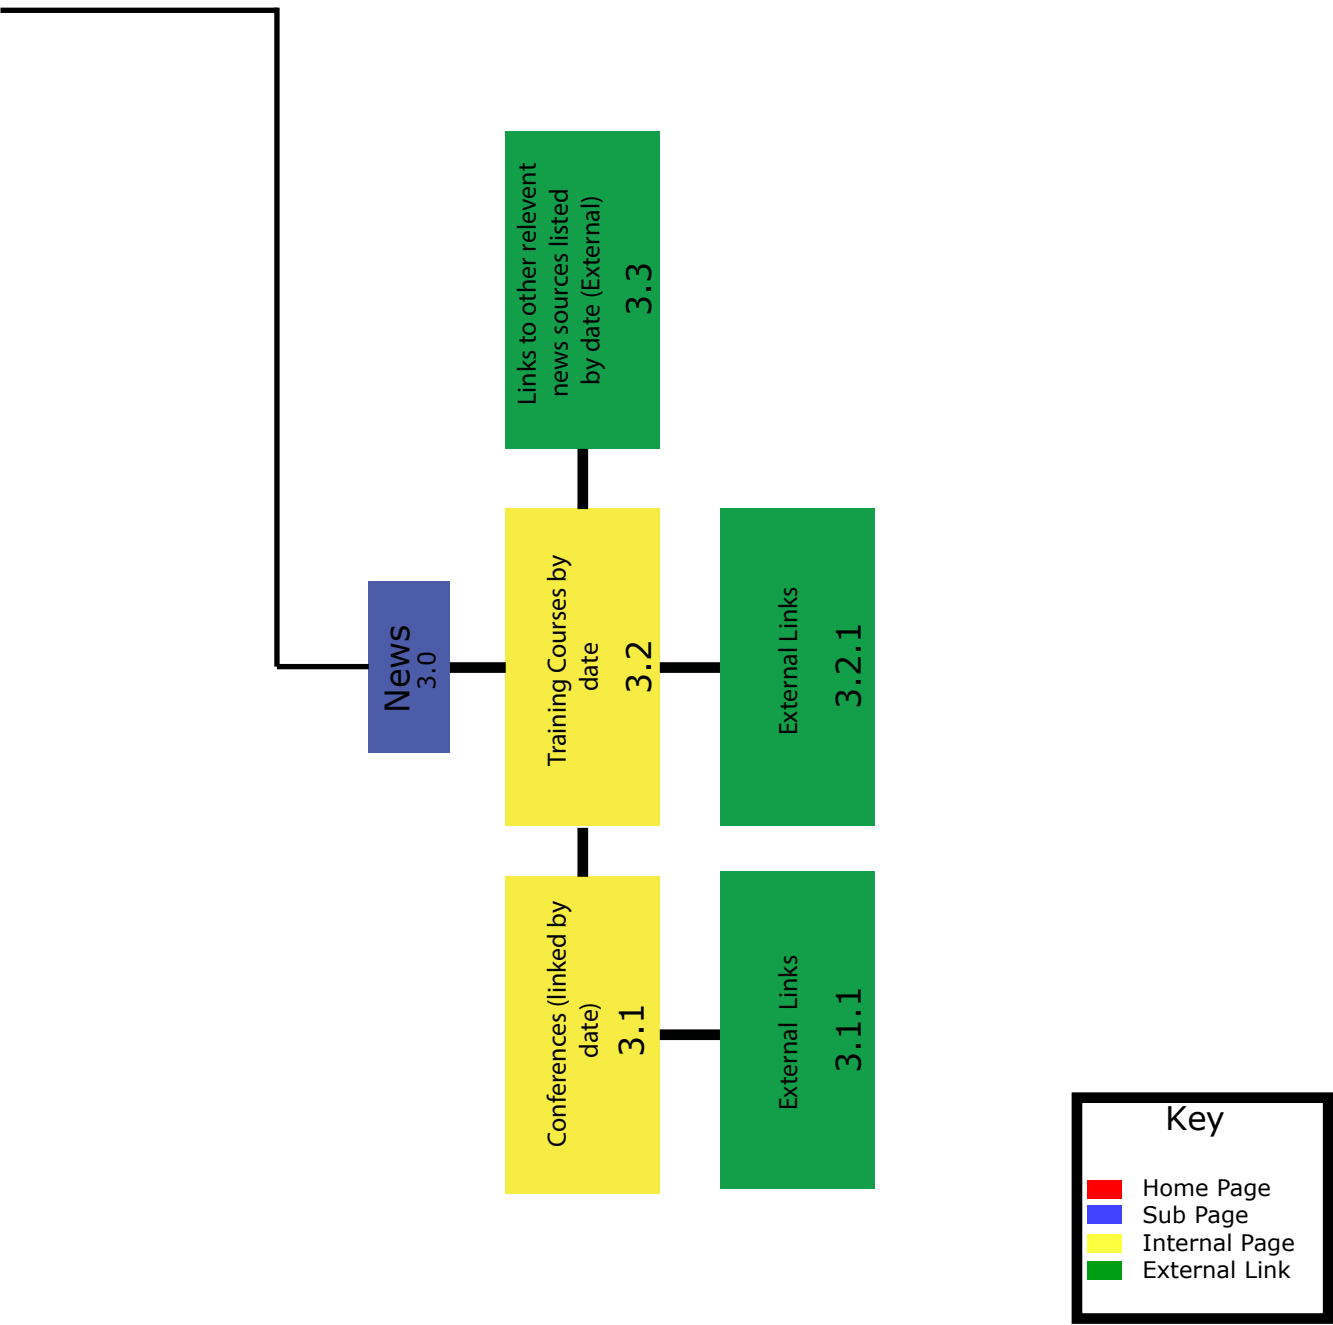 News
3.0
Conferences (linked by
date)
3.1
Training Courses by
date
3.2
Links to other relevent
news sources listed
by date (External)
3.3
External  Links
3.1.1
External Links
3.2.1
Key
Home Page
Sub Page
Internal Page
External Link